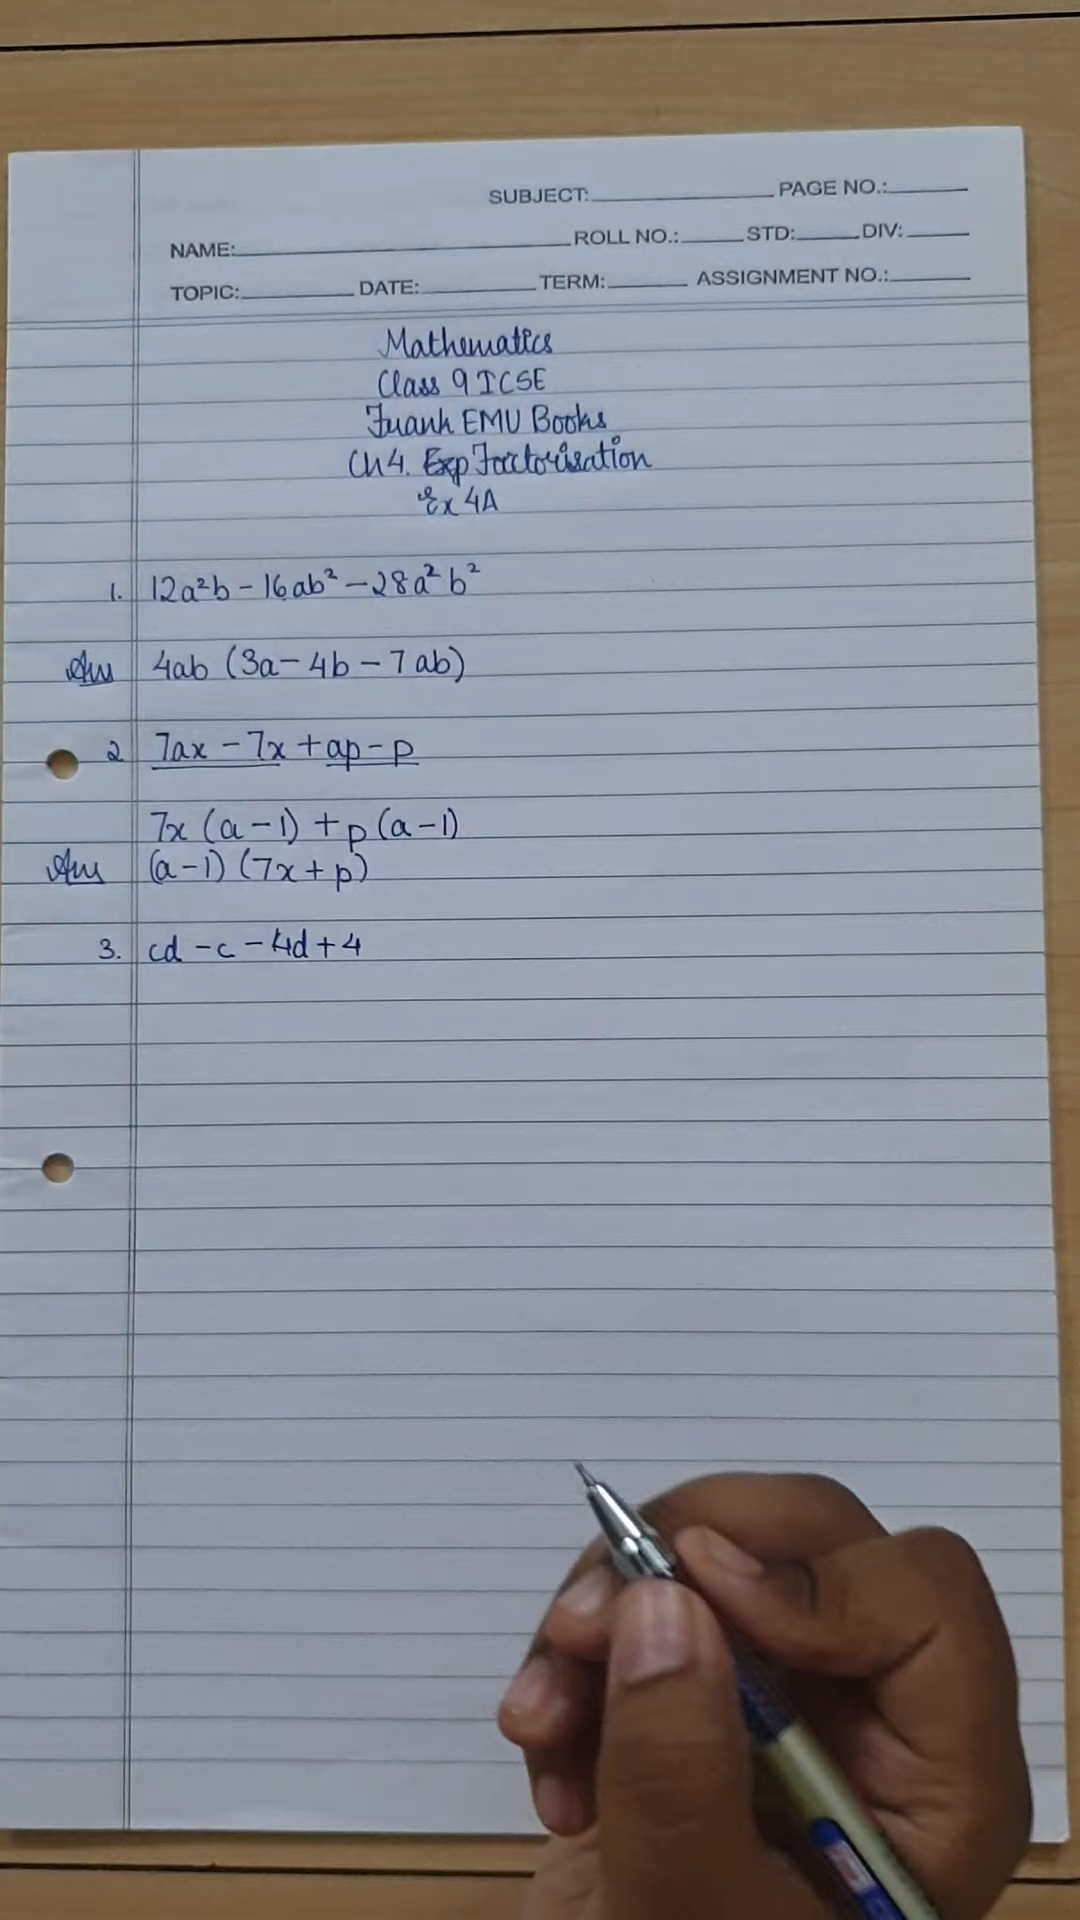 SUBJECT: PAGE NO.:
NAME: ROLL NO.: STD: DIV:
TOPIC: DATE: TERM: ASSIGNMENT NO.:
Mathematics
Class 9 ICSE
Frank EMU Books
Ch 4. Exp Factorisation
Ex 4A
1. 12a²b - 16ab² - 28a²b²
Ans 4ab (3a - 4b - 7ab)
2 7ax - 7x + ap - p
7x (a - 1) + p (a - 1)
Ans (a - 1) (7x + p)
3. cd - c - 4d + 4